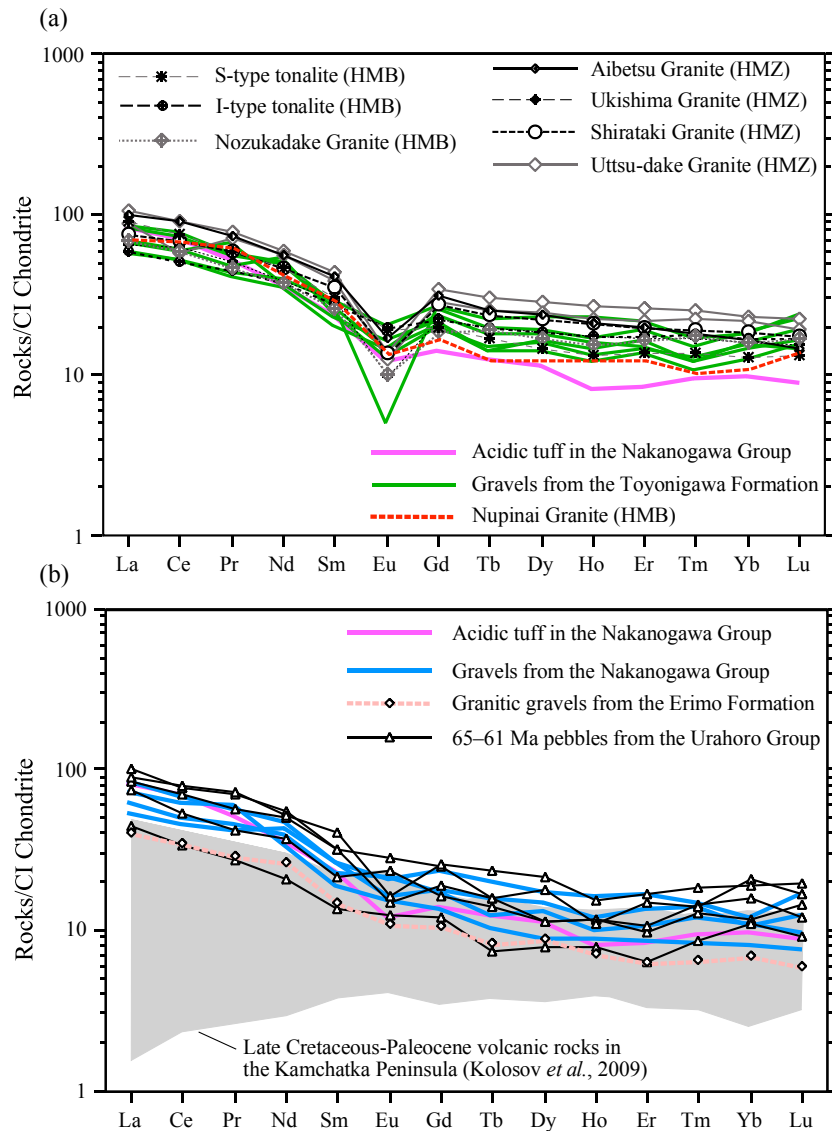 (a)
1000
100
10
1
Rocks/CI Chondrite
S-type tonalite (HMB)
I-type tonalite (HMB)
Nozukadake Granite (HMB)
Aibetsu Granite (HMZ)
Ukishima Granite (HMZ)
Shirataki Granite (HMZ)
Uttsu-dake Granite (HMZ)
Acidic tuff in the Nakanogawa Group
Gravels from the Toyonigawa Formation
Nupinai Granite (HMB)
La Ce Pr Nd Sm Eu Gd Tb Dy Ho Er Tm Yb Lu
(b)
1000
100
10
1
Rocks/CI Chondrite
Acidic tuff in the Nakanogawa Group
Gravels from the Nakanogawa Group
Granitic gravels from the Erimo Formation
65–61 Ma pebbles from the Urahoro Group
Late Cretaceous-Paleocene volcanic rocks in
the Kamchatka Peninsula (Kolosov et al., 2009)
La Ce Pr Nd Sm Eu Gd Tb Dy Ho Er Tm Yb Lu